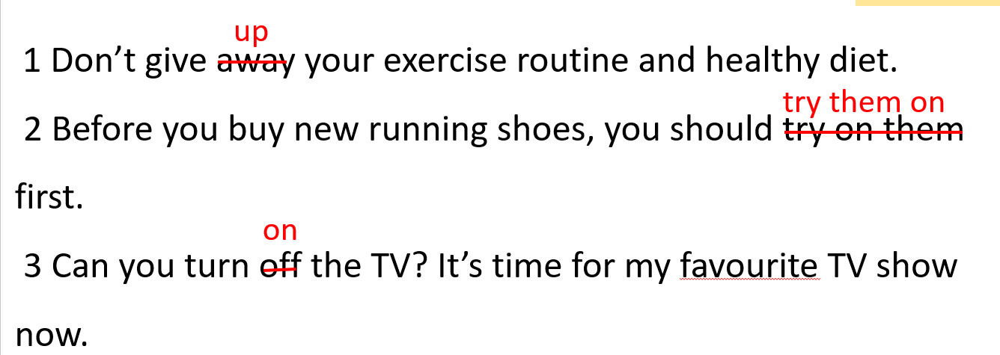 up
1 Don’t give away your exercise routine and healthy diet.
try them on
2 Before you buy new running shoes, you should try on them
first.
on
3 Can you turn off the TV? It’s time for my favourite TV show
now.